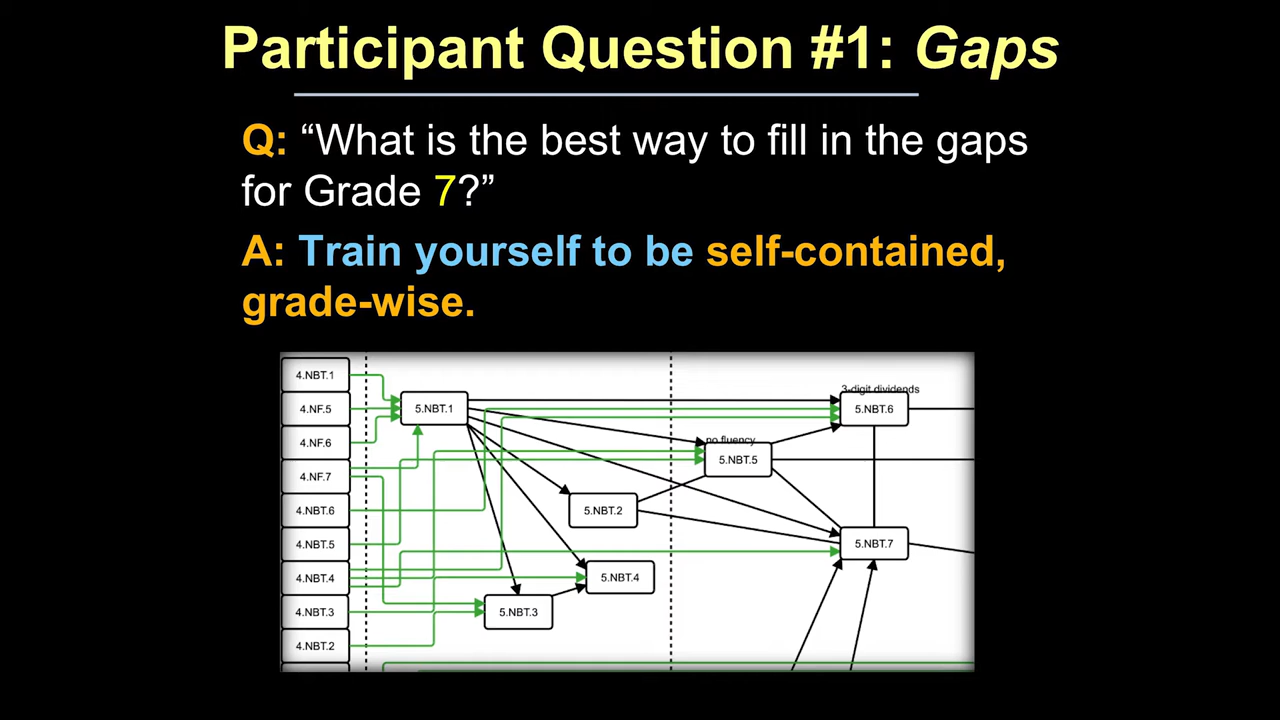 Participant Question #1: Gaps
Q: “What is the best way to fill in the gaps
for Grade 7?”
A: Train yourself to be self-contained,
grade-wise.
4.NBT.1
4.NF.5
4.NF.6
4.NF.7
4.NBT.6
4.NBT.5
4.NBT.4
4.NBT.3
4.NBT.2
5.NBT.1
5.NBT.2
5.NBT.4
5.NBT.3
no fluency
5.NBT.5
3-digit dividends
5.NBT.6
5.NBT.7